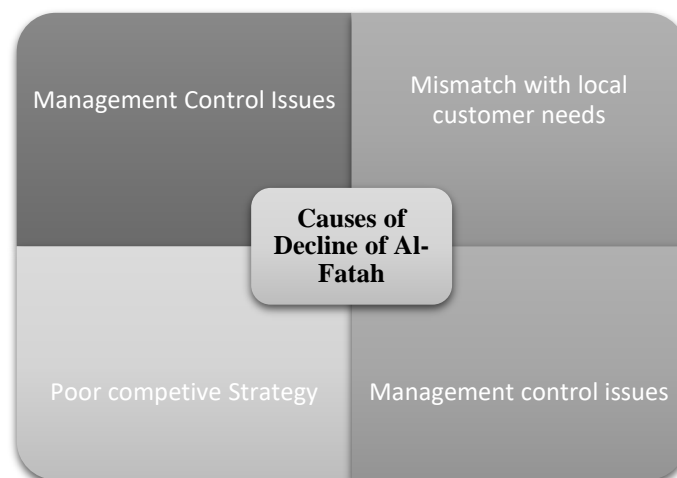 Management Control Issues
Mismatch with local
customer needs
Causes of
Decline of Al-
Fatah
Poor competive Strategy
Management control issues